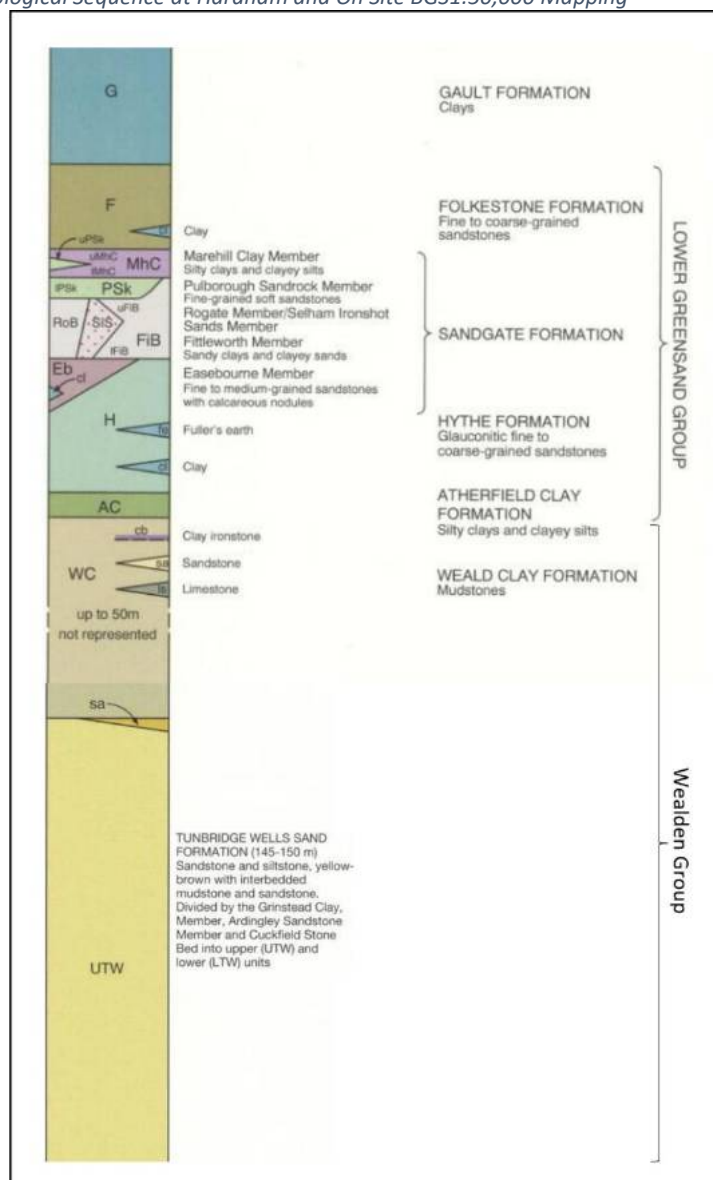 ological Sequence at Hardham and On Site BGS1:50,000 Mapping
G
GAULT FORMATION
Clays
F
FOLKESTONE FORMATION
Fine to coarse-grained
sandstones
cl
Clay
uPSk
uMhC
lMhC
MhC
Marehill Clay Member
Silty clays and clayey silts
lPSk
PSk
Pulborough Sandrock Member
Fine-grained soft sandstones
uFiB
RoB
SIS
Rogate Member/Selham Ironshot
Sands Member
FiB
lFiB
Fittleworth Member
Sandy clays and clayey sands
SANDGATE FORMATION
Eb
cl
Easebourne Member
Fine to medium-grained sandstones
with calcareous nodules
H
HYTHE FORMATION
Glauconitic fine to
coarse-grained sandstones
fe
Fuller's earth
cl
Clay
LOWER GREENSAND GROUP
AC
ATHERFIELD CLAY
FORMATION
Silty clays and clayey silts
cb
Clay ironstone
sa
Sandstone
WC
WEALD CLAY FORMATION
Mudstones
ls
Limestone
up to 50m
not represented
sa
TUNBRIDGE WELLS SAND
FORMATION (145-150 m)
Sandstone and siltstone, yellow-
brown with interbedded
mudstone and sandstone.
Divided by the Grinstead Clay,
Member, Ardingley Sandstone
Member and Cuckfield Stone
Bed into upper (UTW) and
lower (LTW) units
UTW
Wealden Group